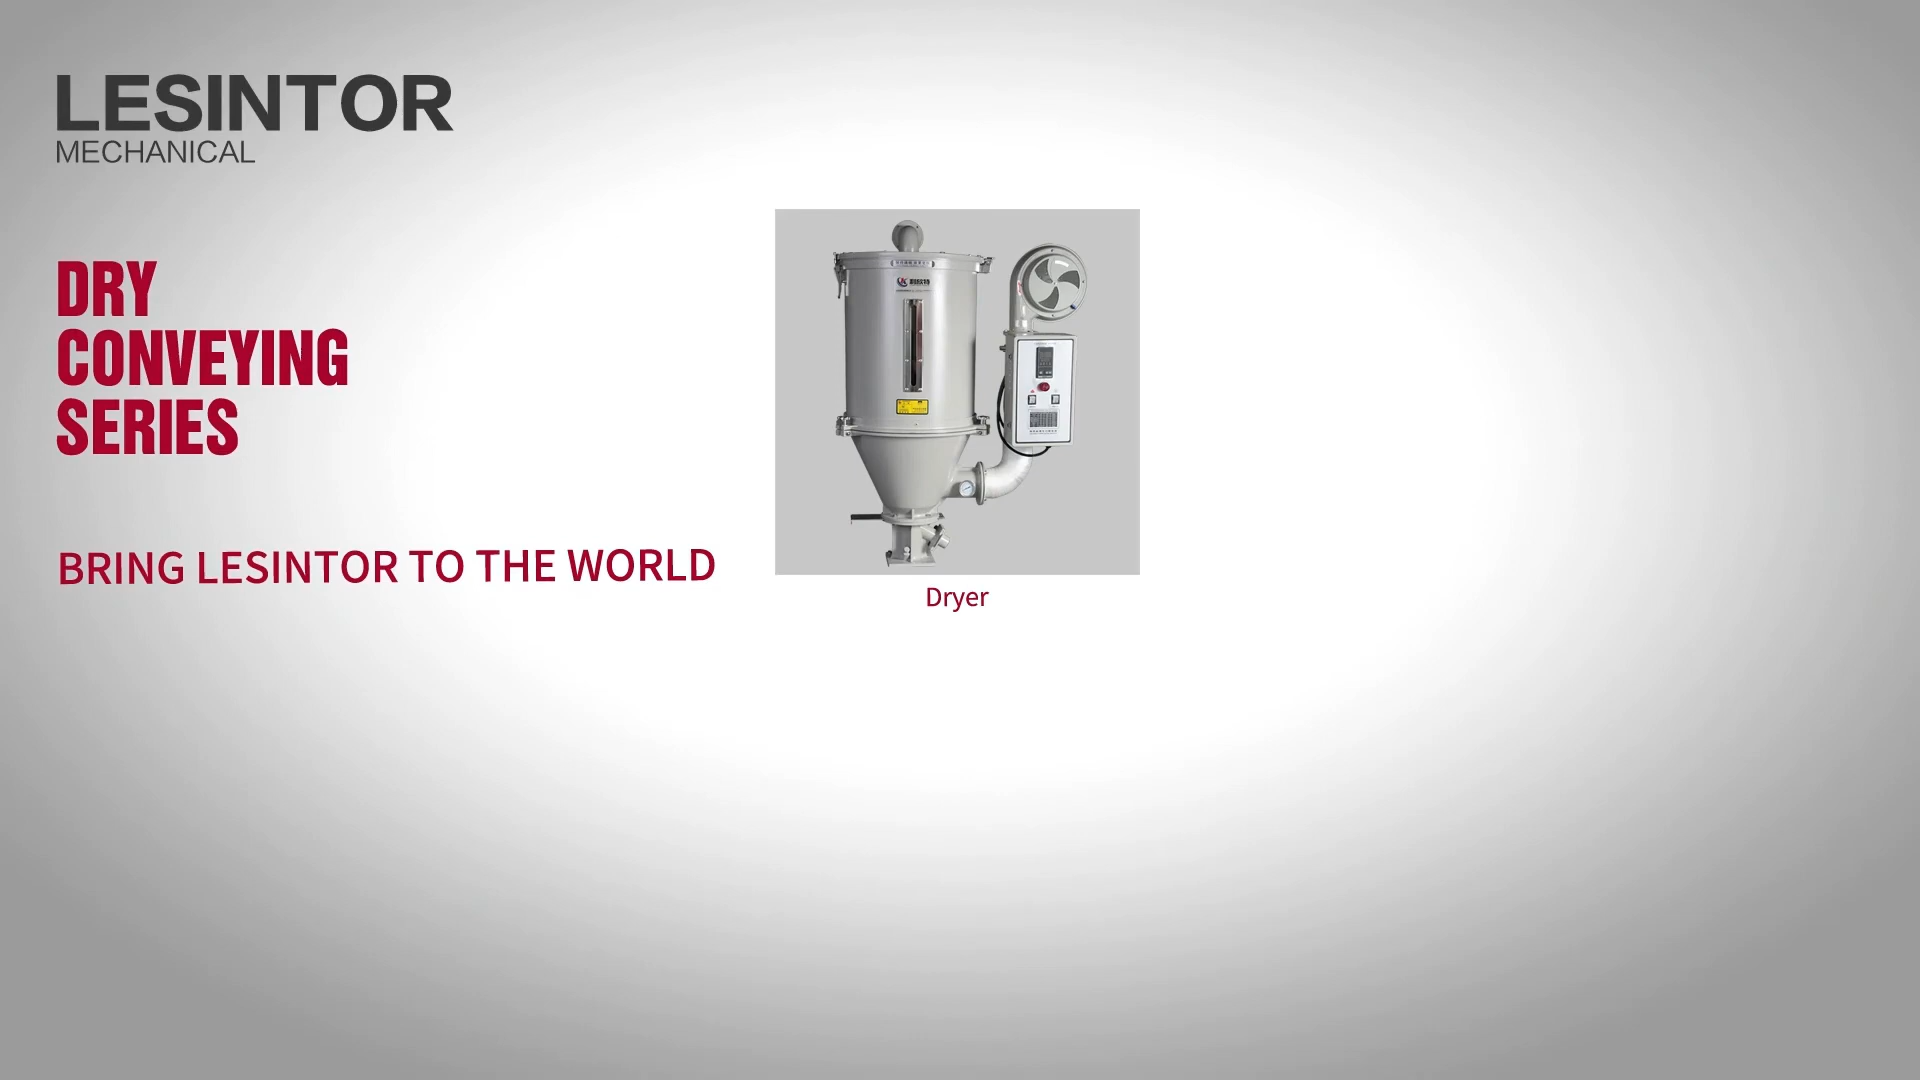 LESINTOR
MECHANICAL
DRY
CONVEYING
SERIES
BRING LESINTOR TO THE WORLD
Dryer